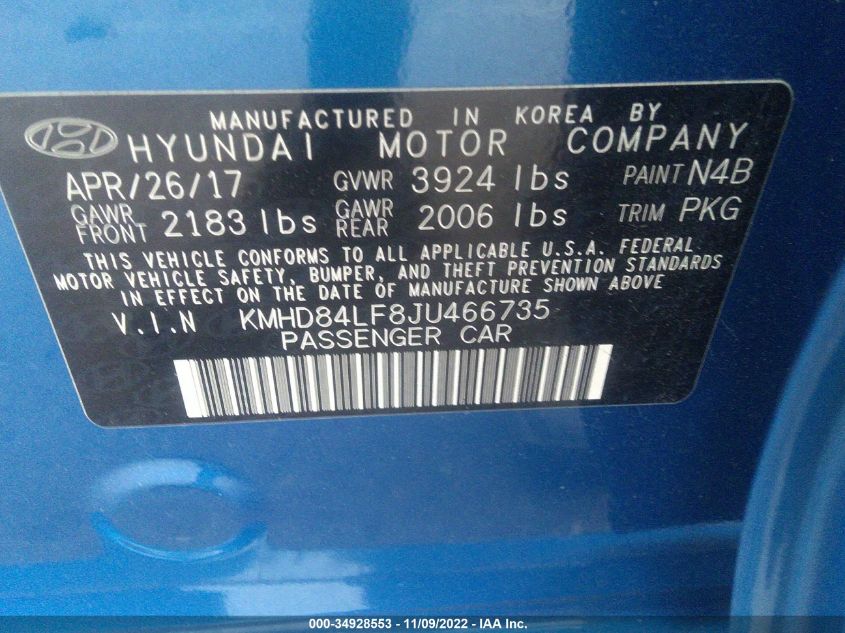 MANUFACTURED IN KOREA BY
HYUNDAI MOTOR COMPANY
APR/26/17 GVWR 3924 lbs PAINT N4B
GAWR FRONT 2183 lbs GAWR REAR 2006 lbs TRIM PKG
THIS VEHICLE CONFORMS TO ALL APPLICABLE U.S.A. FEDERAL
MOTOR VEHICLE SAFETY, BUMPER, AND THEFT PREVENTION STANDARDS
IN EFFECT ON THE DATE OF MANUFACTURE SHOWN ABOVE
V.I.N KMHD84LF8JU466735
PASSENGER CAR
000-34928553 - 11/09/2022 - IAA Inc.